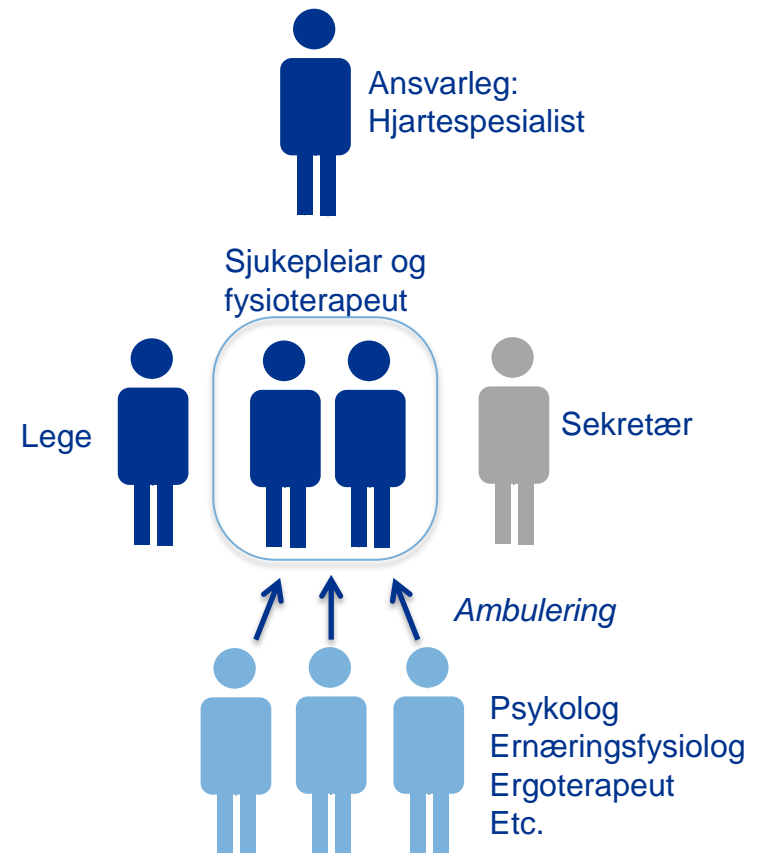 Ansvarleg:
Hjartespesialist
Sjukepleiar og
fysioterapeut
Lege
Sekretær
Ambulering
Psykolog
Ernæringsfysiolog
Ergoterapeut
Etc.